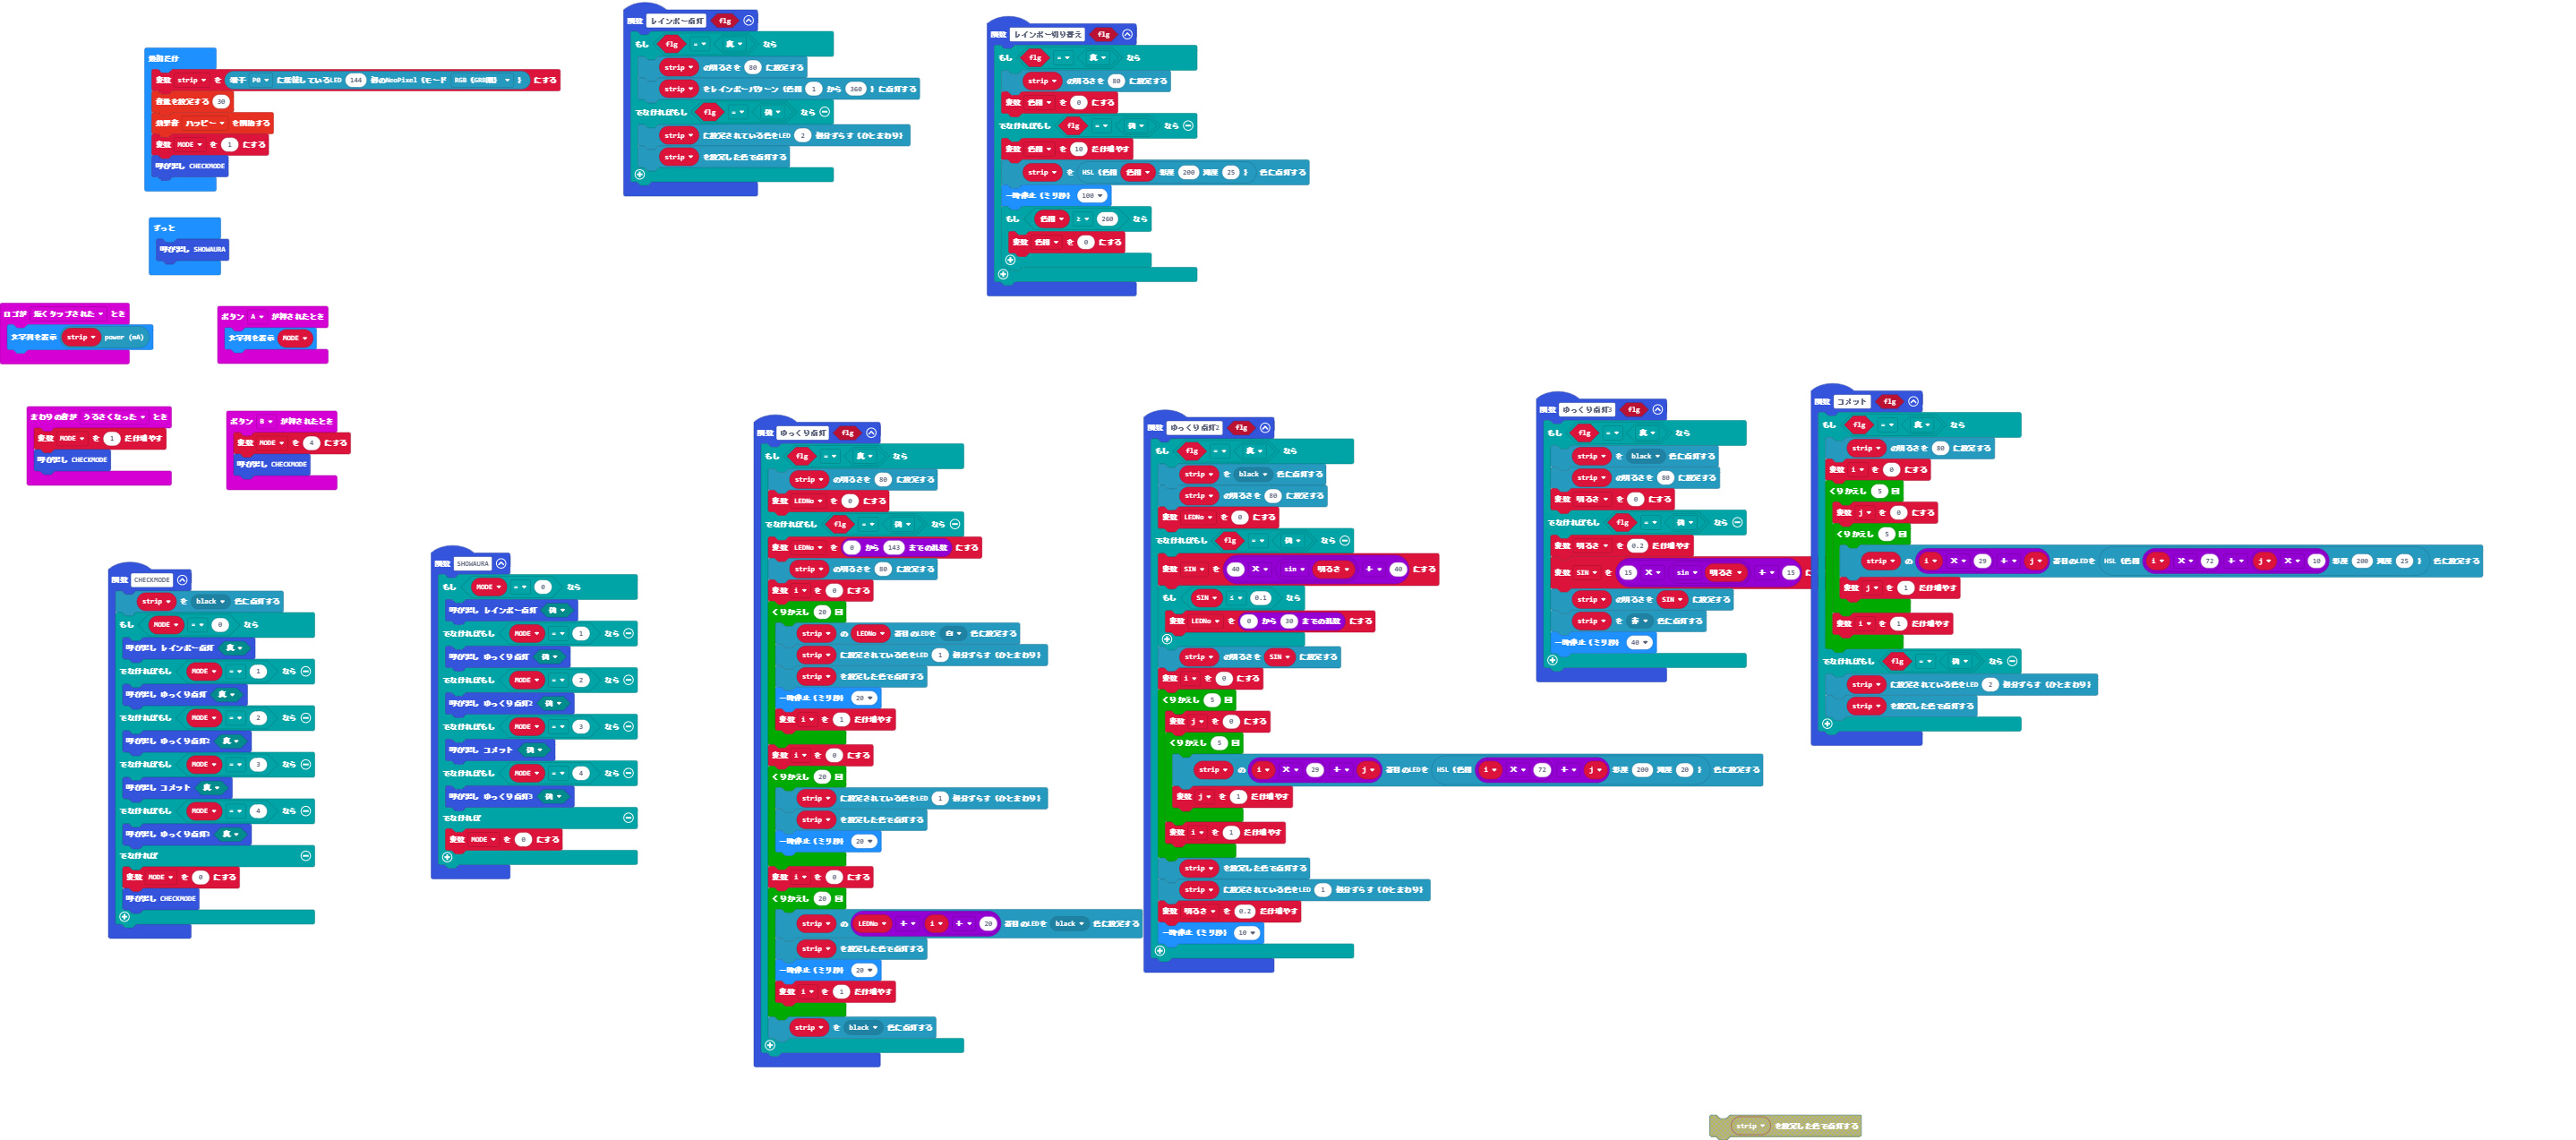 最初だけ
変数 strip を 端子 P0 に接続しているLED 144 個のNeoPixel (モード RGB (GRB順) ) にする
音量を設定する 30
効果音 ハッピー を開始する
変数 MODE を 1 にする
呼び出し CHECKMODE
ずっと
呼び出し SHOWAURA
ロゴが 短くタップされた とき
文字列を表示 strip power (mA)
ボタン A が押されたとき
文字列を表示 MODE
まわりの音が うるさくなった とき
変数 MODE を 1 だけ増やす
呼び出し CHECKMODE
ボタン B が押されたとき
変数 MODE を 4 にする
呼び出し CHECKMODE
関数 CHECKMODE
strip を black 色に点灯する
もし MODE = 0 なら
呼び出し レインボー点灯 真
でなければもし MODE = 1 なら
呼び出し ゆっくり点灯 真
でなければもし MODE = 2 なら
呼び出し ゆっくり点灯2 真
でなければもし MODE = 3 なら
呼び出し コメット 真
でなければもし MODE = 4 なら
呼び出し ゆっくり点灯3 真
でなければ
変数 MODE を 0 にする
呼び出し CHECKMODE
関数 SHOWAURA
もし MODE = 0 なら
呼び出し レインボー点灯 偽
でなければもし MODE = 1 なら
呼び出し ゆっくり点灯 偽
でなければもし MODE = 2 なら
呼び出し ゆっくり点灯2 偽
でなければもし MODE = 3 なら
呼び出し コメット 偽
でなければもし MODE = 4 なら
呼び出し ゆっくり点灯3 偽
でなければ
変数 MODE を 0 にする
関数 レインボー点灯 flg
もし flg = 真 なら
strip の明るさを 80 に設定する
strip をレインボーパターン (色相 1 から 360 ) に点灯する
でなければもし flg = 偽 なら
strip に設定されている色をLED 2 個分ずらす (ひとまわり)
strip を設定した色で点灯する
関数 レインボー切り替え flg
もし flg = 真 なら
strip の明るさを 80 に設定する
変数 色相 を 0 にする
でなければもし flg = 偽 なら
変数 色相 を 10 だけ増やす
strip を HSL (色相 色相 彩度 200 輝度 25 ) 色に点灯する
一時停止 (ミリ秒) 100
もし 色相 ≥ 260 なら
変数 色相 を 0 にする
関数 ゆっくり点灯 flg
もし flg = 真 なら
strip の明るさを 80 に設定する
変数 LEDNo を 0 にする
でなければもし flg = 偽 なら
変数 LEDNo を 0 から 143 までの乱数 にする
strip の明るさを 80 に設定する
変数 i を 0 にする
くりかえし 20 回
strip の LEDNo 番目のLEDを 白 色に設定する
strip に設定されている色をLED 1 個分ずらす (ひとまわり)
strip を設定した色で点灯する
一時停止 (ミリ秒) 20
変数 i を 1 だけ増やす
変数 i を 0 にする
くりかえし 20 回
strip に設定されている色をLED 1 個分ずらす (ひとまわり)
strip を設定した色で点灯する
一時停止 (ミリ秒) 20
変数 i を 0 にする
くりかえし 20 回
strip の LEDNo + i + 20 番目のLEDを black 色に設定する
strip を設定した色で点灯する
一時停止 (ミリ秒) 20
変数 i を 1 だけ増やす
strip を black 色に点灯する
関数 ゆっくり点灯2 flg
もし flg = 真 なら
strip を black 色に点灯する
strip の明るさを 80 に設定する
変数 LEDNo を 0 にする
でなければもし flg = 偽 なら
変数 SIN を 40 × sin 明るさ + 40 にする
もし SIN 0.1 なら
変数 LEDNo を 0 から 30 までの乱数 にする
strip の明るさを SIN に設定する
変数 i を 0 にする
くりかえし 5 回
変数 j を 0 にする
くりかえし 5 回
strip の i × 29 + j 番目のLEDを HSL (色相 i × 72 + j 彩度 200 輝度 20 ) 色に設定する
変数 j を 1 だけ増やす
変数 i を 1 だけ増やす
strip を設定した色で点灯する
strip に設定されている色をLED 1 個分ずらす (ひとまわり)
変数 明るさ を 0.2 だけ増やす
一時停止 (ミリ秒) 10
関数 ゆっくり点灯3 flg
もし flg = 真 なら
strip を black 色に点灯する
strip の明るさを 80 に設定する
変数 明るさ を 0 にする
でなければもし flg = 偽 なら
変数 明るさ を 0.2 だけ増やす
変数 SIN を 15 × sin 明るさ + 15 に
strip の明るさを SIN に設定する
strip を 赤 色に点灯する
一時停止 (ミリ秒) 40
関数 コメット flg
もし flg = 真 なら
strip の明るさを 80 に設定する
変数 i を 0 にする
くりかえし 5 回
変数 j を 0 にする
くりかえし 5 回
strip の i × 29 + j 番目のLEDを HSL (色相 i × 72 + j × 10 彩度 200 輝度 25 ) 色に設定する
変数 j を 1 だけ増やす
変数 i を 1 だけ増やす
でなければもし flg = 偽 なら
strip に設定されている色をLED 2 個分ずらす (ひとまわり)
strip を設定した色で点灯する
strip を設定した色で点灯する